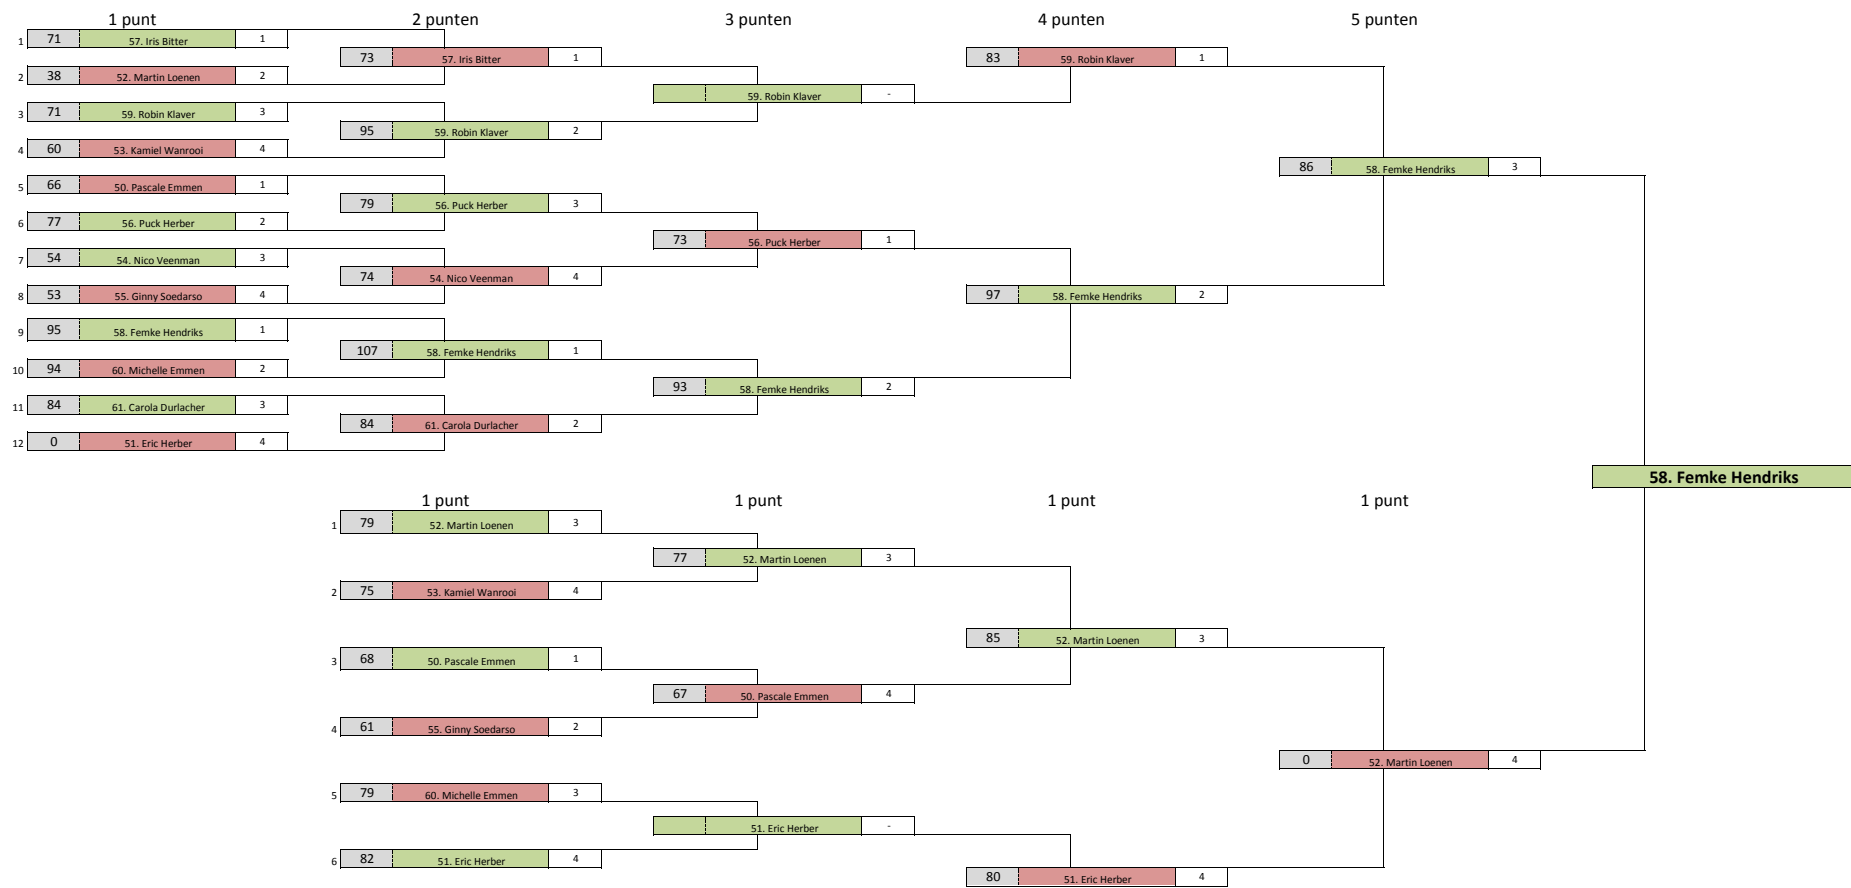 1 punt 2 punten 3 punten 4 punten 5 punten
1 71 57. Iris Bitter 1
73 57. Iris Bitter 1
83 59. Robin Klaver 1
2 38 52. Martin Loenen 2
59. Robin Klaver -
3 71 59. Robin Klaver 3
95 59. Robin Klaver 2
4 60 53. Kamiel Wanrooi 4
86 58. Femke Hendriks 3
5 66 50. Pascale Emmen 1
79 56. Puck Herber 3
6 77 56. Puck Herber 2
73 56. Puck Herber 1
7 54 54. Nico Veenman 3
74 54. Nico Veenman 4
8 53 55. Ginny Soedarso 4
97 58. Femke Hendriks 2
9 95 58. Femke Hendriks 1
107 58. Femke Hendriks 1
10 94 60. Michelle Emmen 2
93 58. Femke Hendriks 2
11 84 61. Carola Durlacher 3
84 61. Carola Durlacher 2
12 0 51. Eric Herber 4
58. Femke Hendriks
1 punt 1 punt 1 punt 1 punt
1 79 52. Martin Loenen 3
77 52. Martin Loenen 3
2 75 53. Kamiel Wanrooi 4
85 52. Martin Loenen 3
3 68 50. Pascale Emmen 1
67 50. Pascale Emmen 4
4 61 55. Ginny Soedarso 2
0 52. Martin Loenen 4
5 79 60. Michelle Emmen 3
51. Eric Herber -
6 82 51. Eric Herber 4
80 51. Eric Herber 4